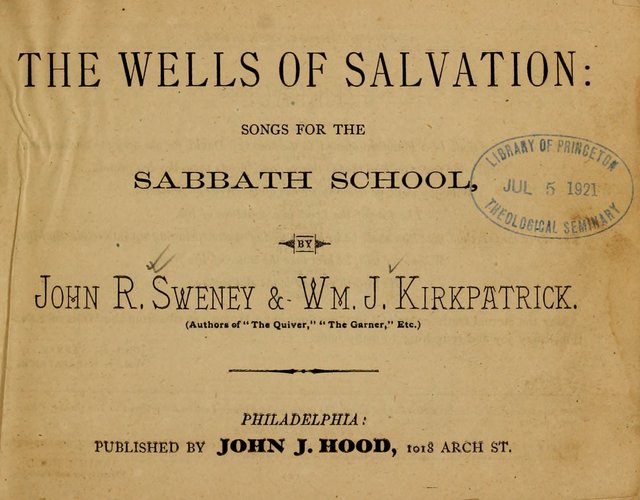 THE WELLS OF SALVATION:
SONGS FOR THE
SABBATH SCHOOL,
LIBRARY OF PRINCETON
JUL 5 1921
THEOLOGICAL SEMINARY
BY
JOHN R. SWENEY & WM. J. KIRKPATRICK.
(Authors of "The Quiver," "The Garner," Etc.)
PHILADELPHIA:
PUBLISHED BY JOHN J. HOOD, 1018 ARCH ST.